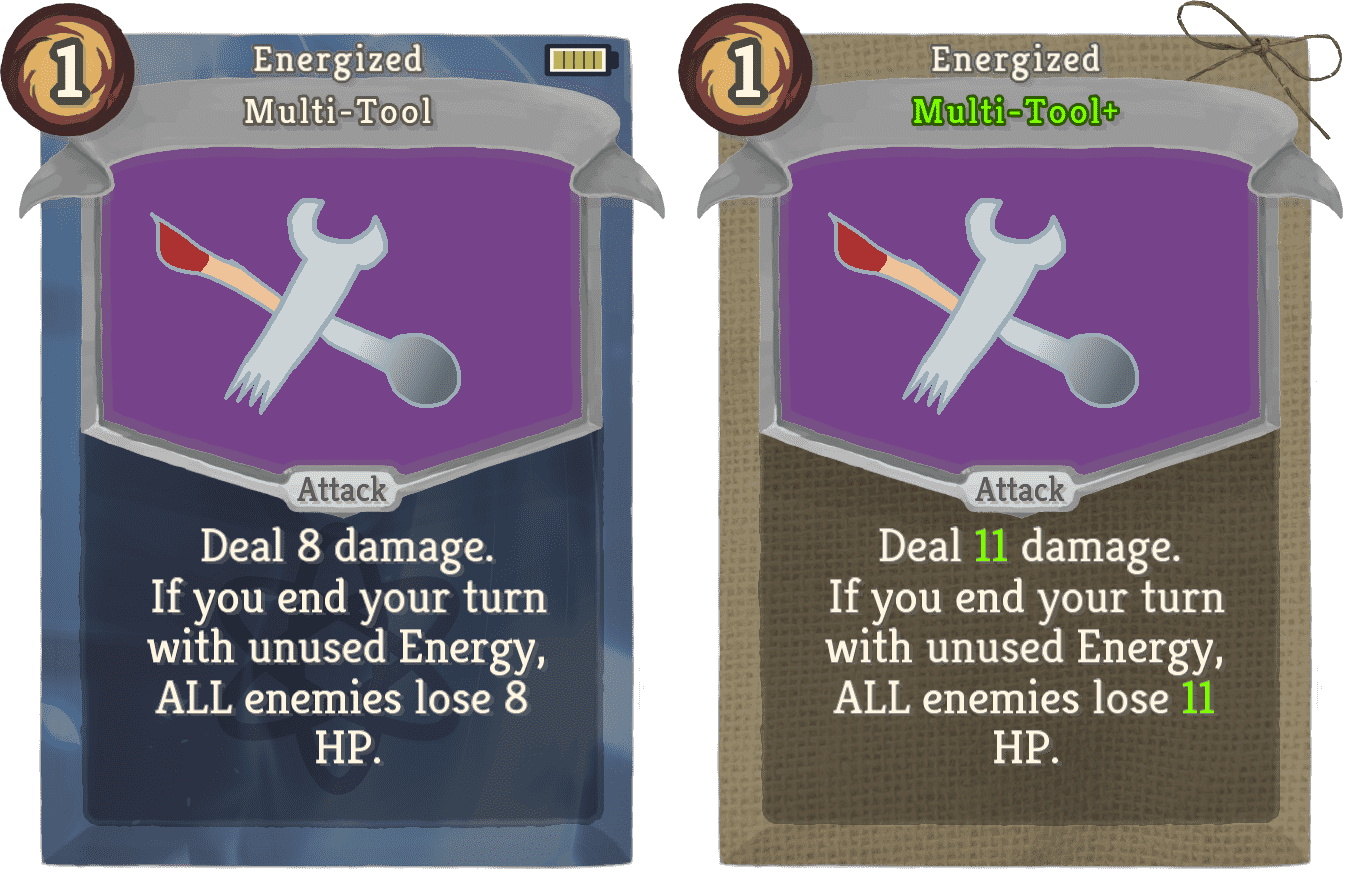 1
Energized
Multi-Tool
Attack
Deal 8 damage.
If you end your turn
with unused Energy,
ALL enemies lose 8
HP.
1
Energized
Multi-Tool+
Attack
Deal 11 damage.
If you end your turn
with unused Energy,
ALL enemies lose 11
HP.